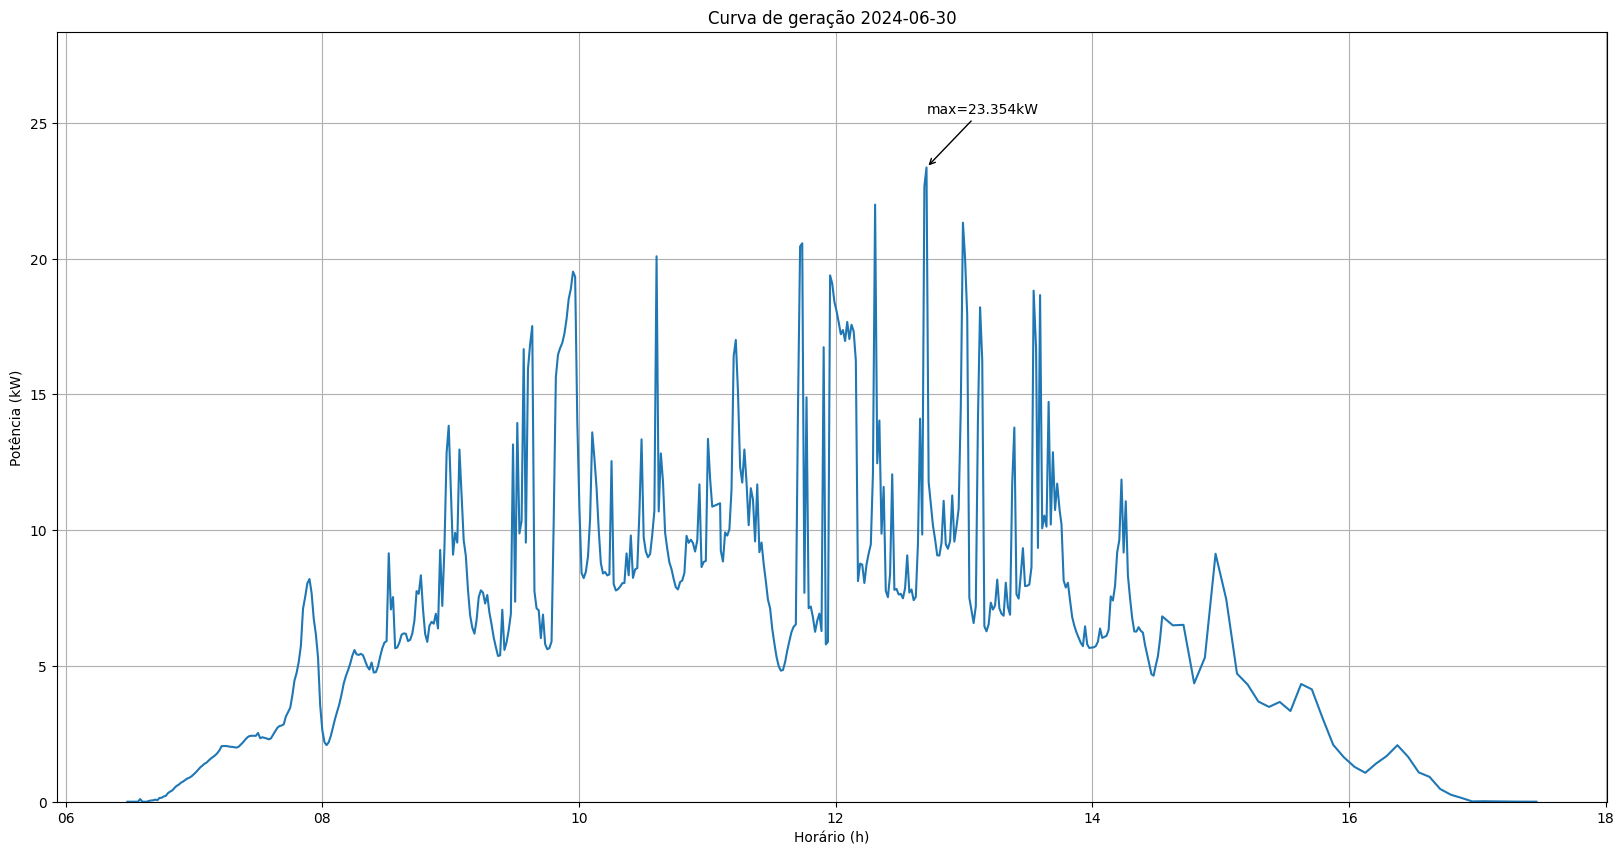 Curva de geração 2024-06-30
max=23.354kW
Potência (kW)
25
20
15
10
5
0
06 08 10 12 14 16 18
Horário (h)